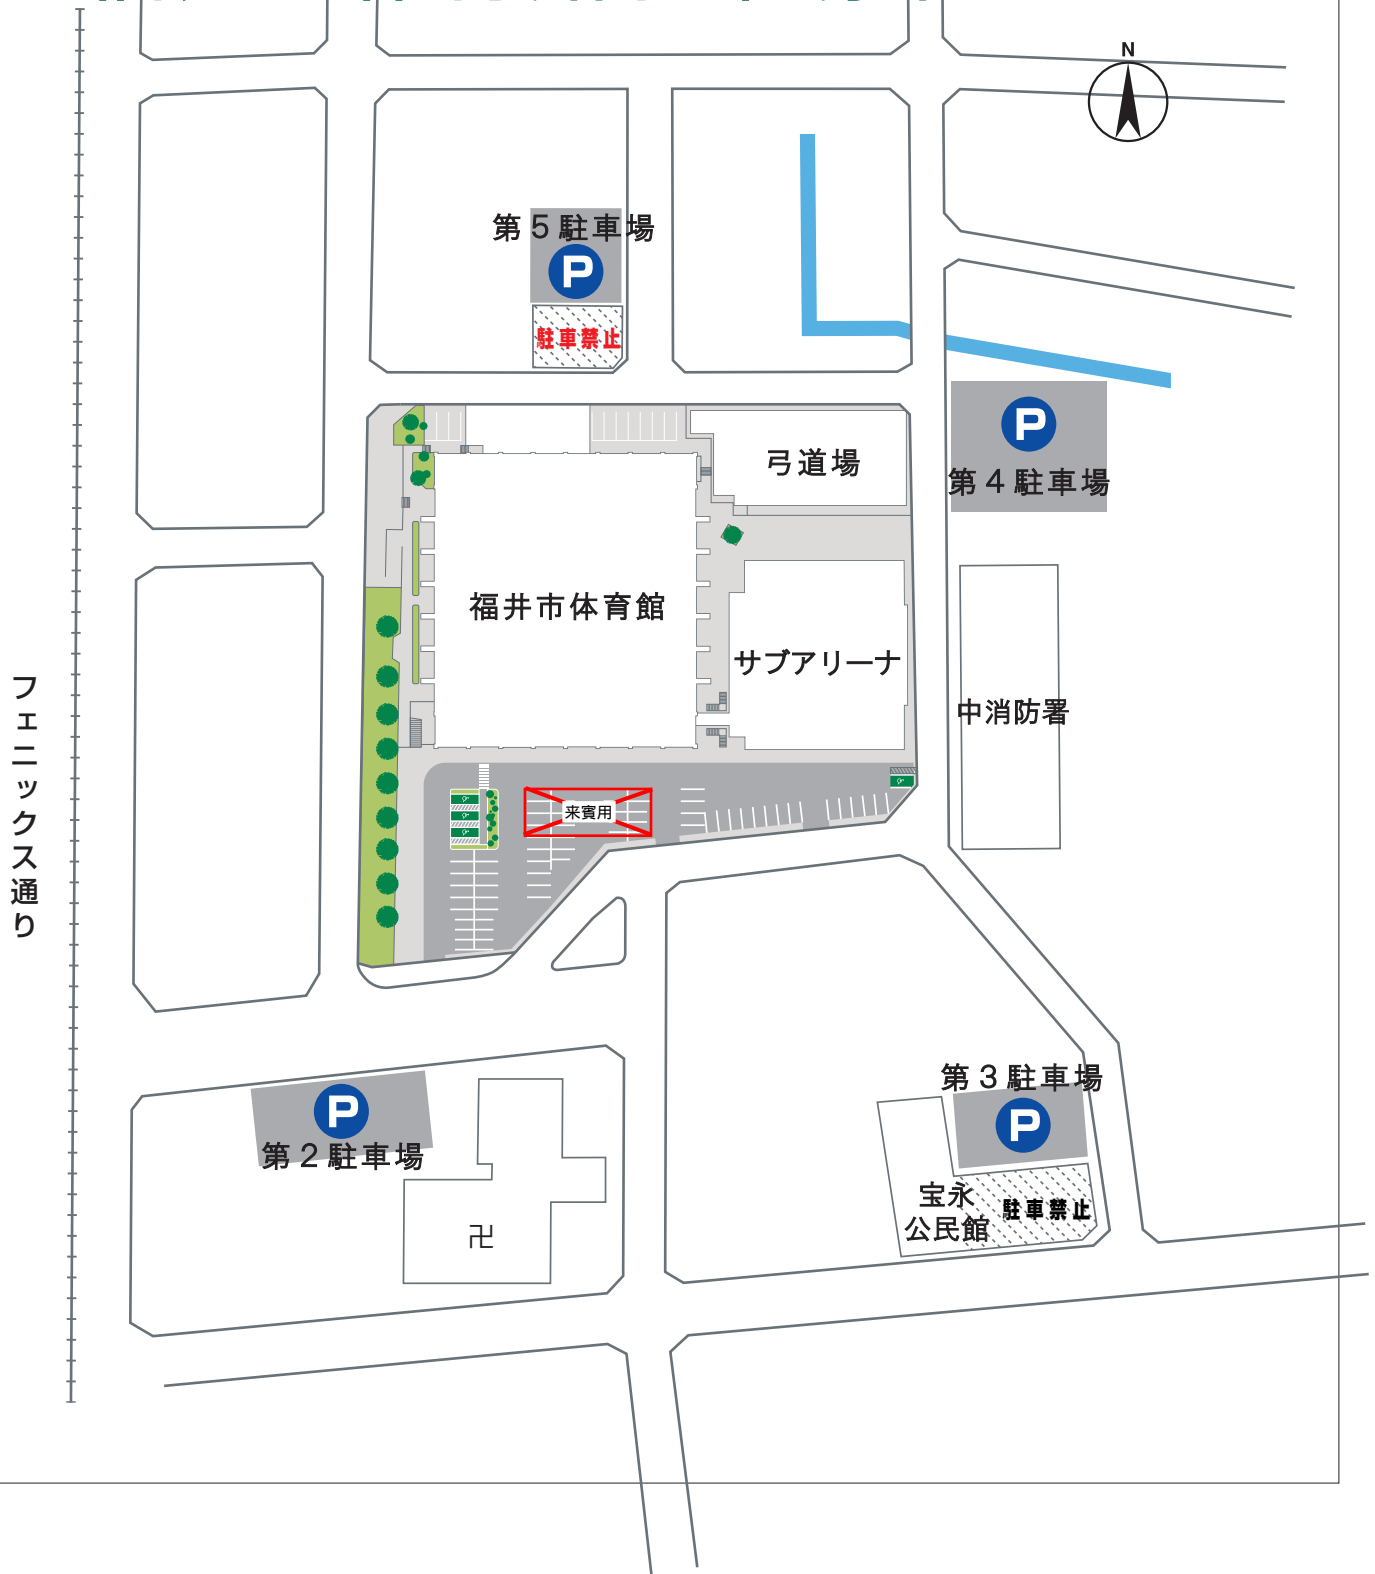 N
第5駐車場
P
駐車禁止
P
第4駐車場
弓道場
福井市体育館
サブアリーナ
中消防署
フェニックス通り
来賓用
第3駐車場
P
P
第2駐車場
宝永
公民館
駐車禁止
卍